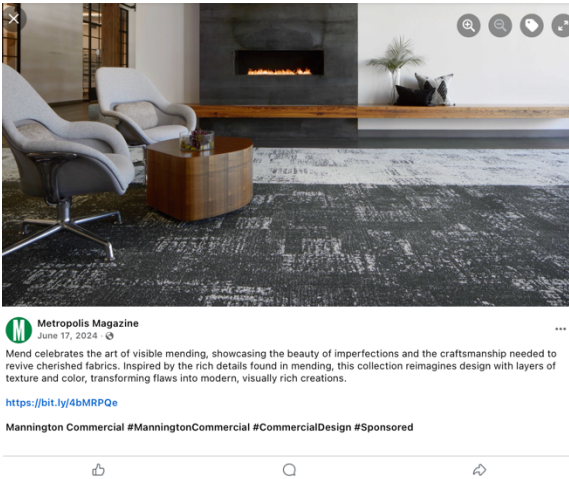 Metropolis Magazine
June 17, 2024 ·
Mend celebrates the art of visible mending, showcasing the beauty of imperfections and the craftsmanship needed to
revive cherished fabrics. Inspired by the rich details found in mending, this collection reimagines design with layers of
texture and color, transforming flaws into modern, visually rich creations.
https://bit.ly/4bMRPQe
Mannington Commercial #ManningtonCommercial #CommercialDesign #Sponsored